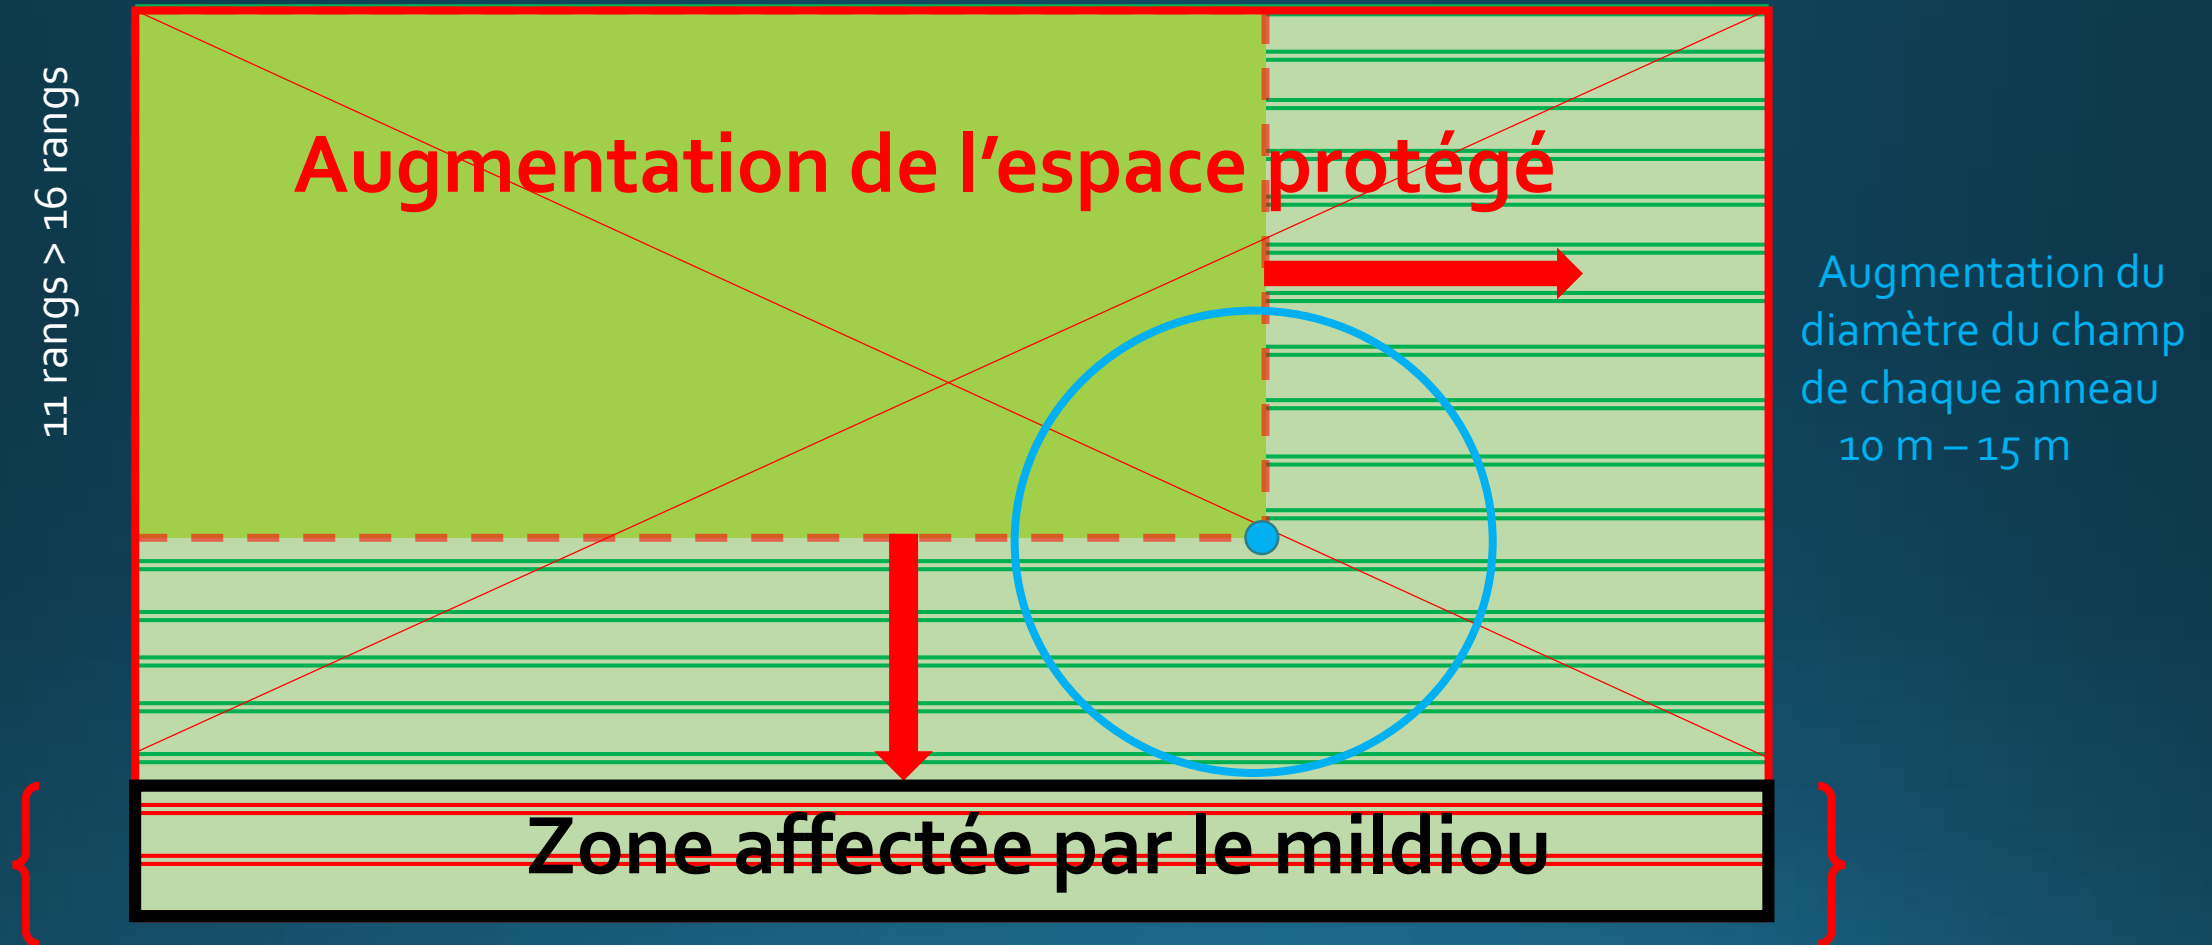 11 rangs > 16 rangs
Augmentation de l’espace protégé
Augmentation du
diamètre du champ
de chaque anneau
10 m – 15 m
Zone affectée par le mildiou